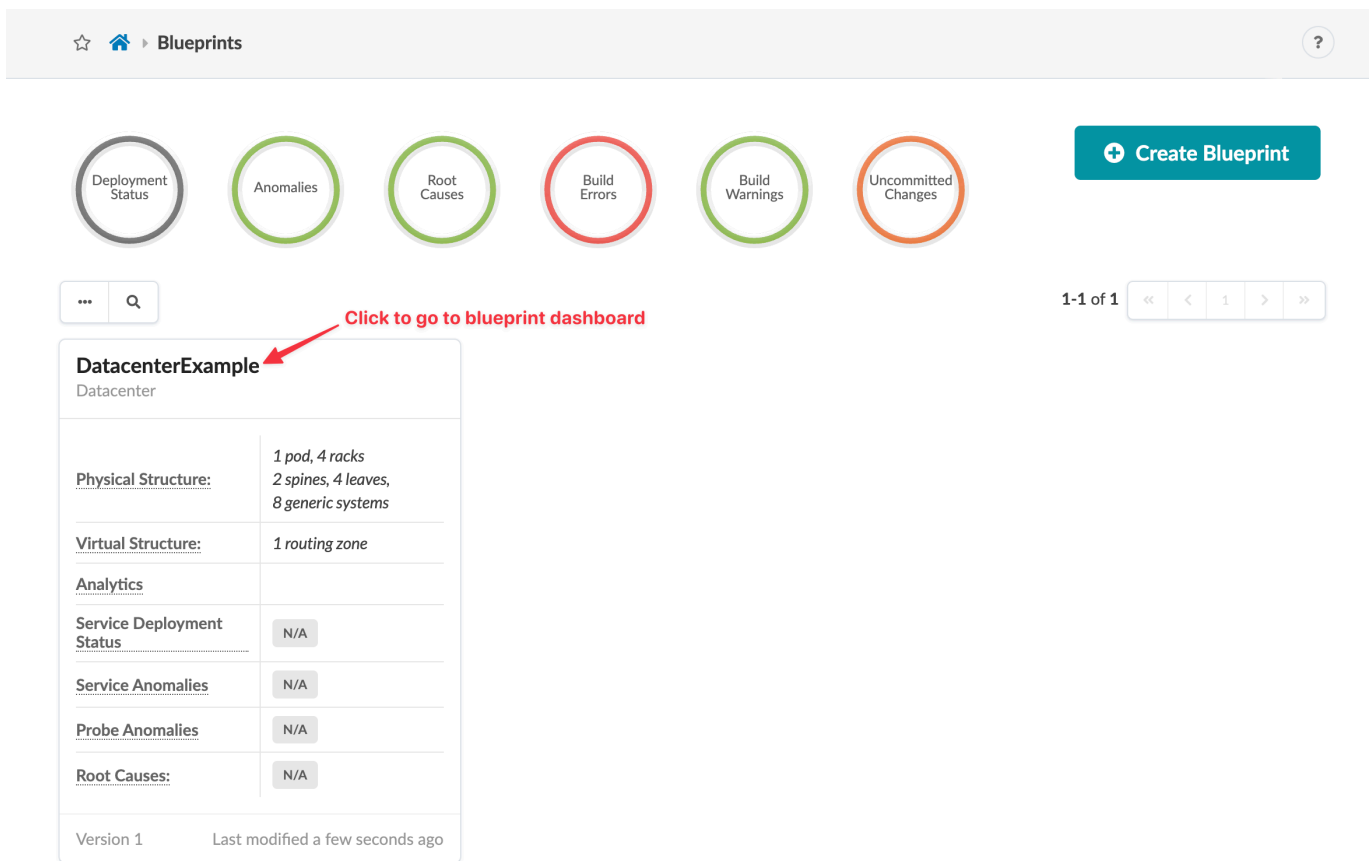 Blueprints
?
Deployment
Status
Anomalies
Root
Causes
Build
Errors
Build
Warnings
Uncommitted
Changes
Create Blueprint
1-1 of 1
«
‹
1
›
»
Click to go to blueprint dashboard
DatacenterExample
Datacenter
Physical Structure:
1 pod, 4 racks
2 spines, 4 leaves,
8 generic systems
Virtual Structure:
1 routing zone
Analytics
Service Deployment
Status
N/A
Service Anomalies
N/A
Probe Anomalies
N/A
Root Causes:
N/A
Version 1
Last modified a few seconds ago